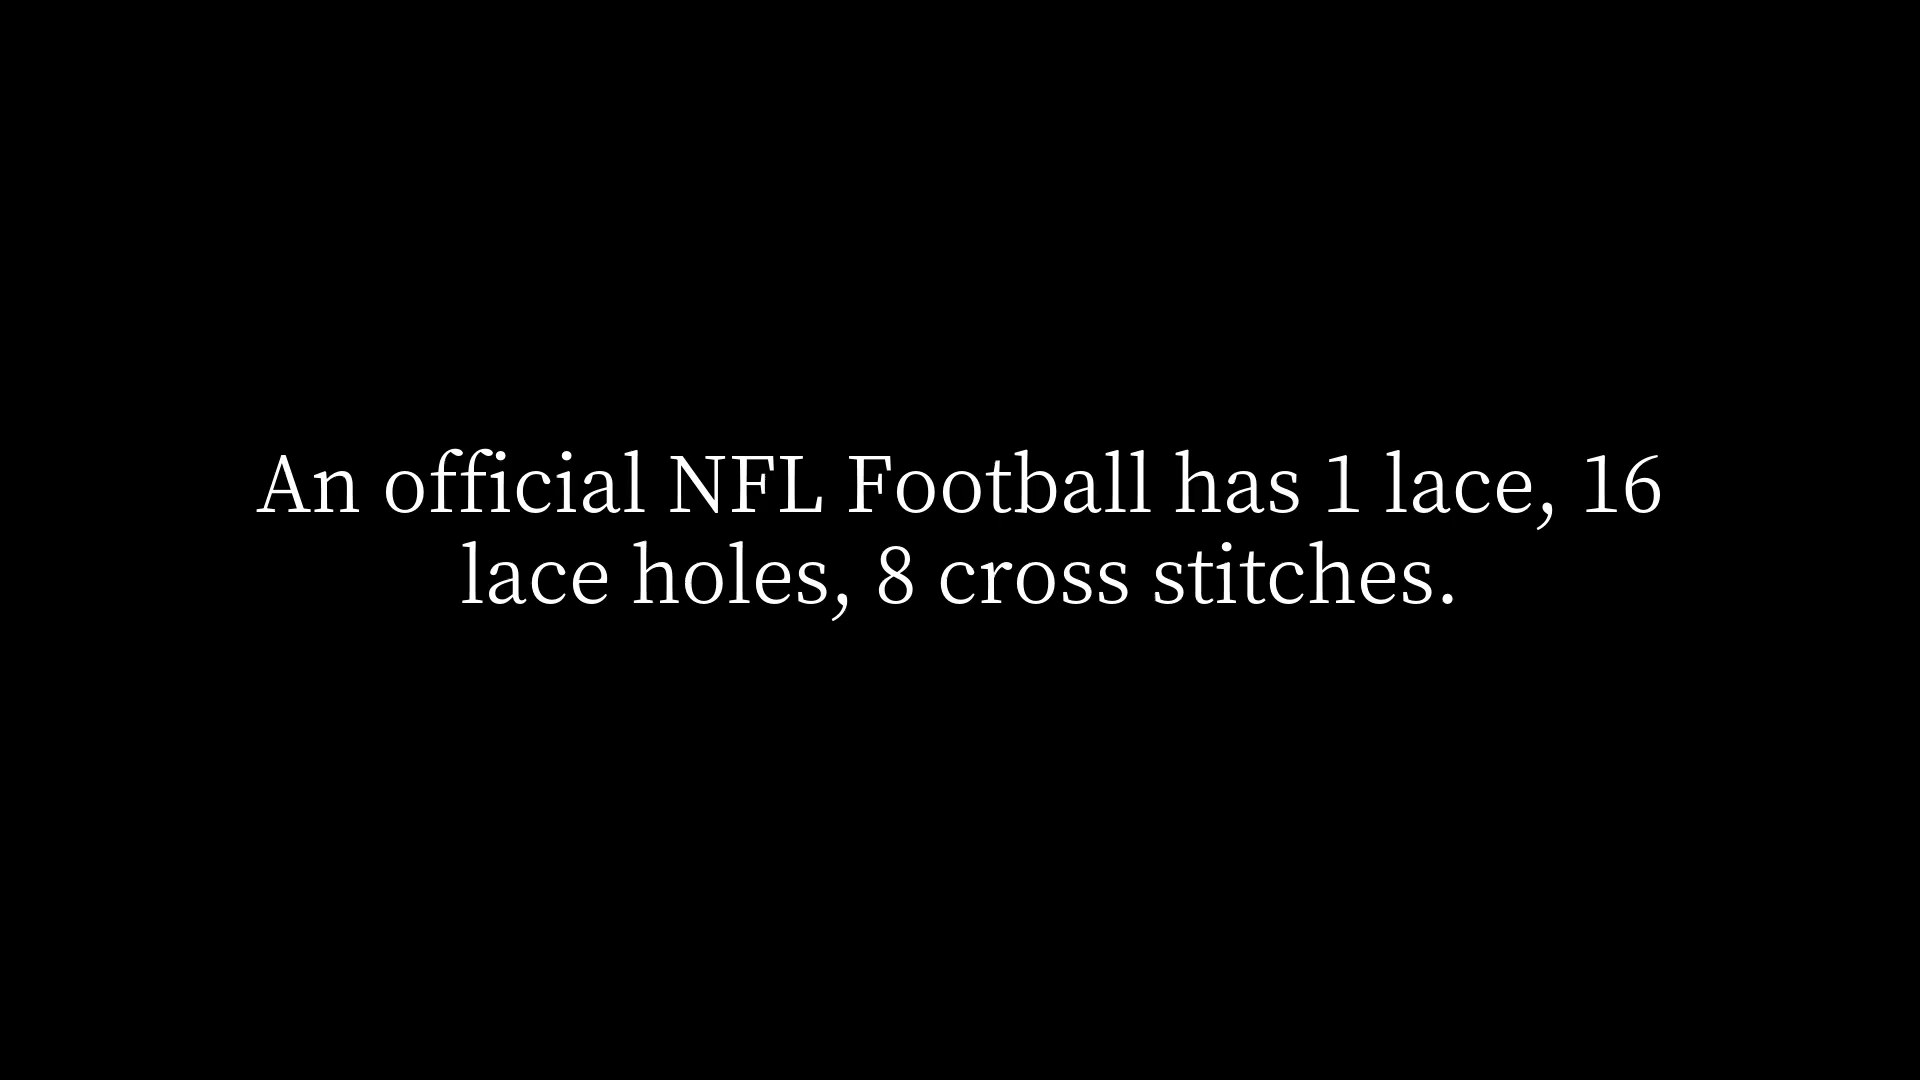 An official NFL Football has 1 lace, 16
lace holes, 8 cross stitches.